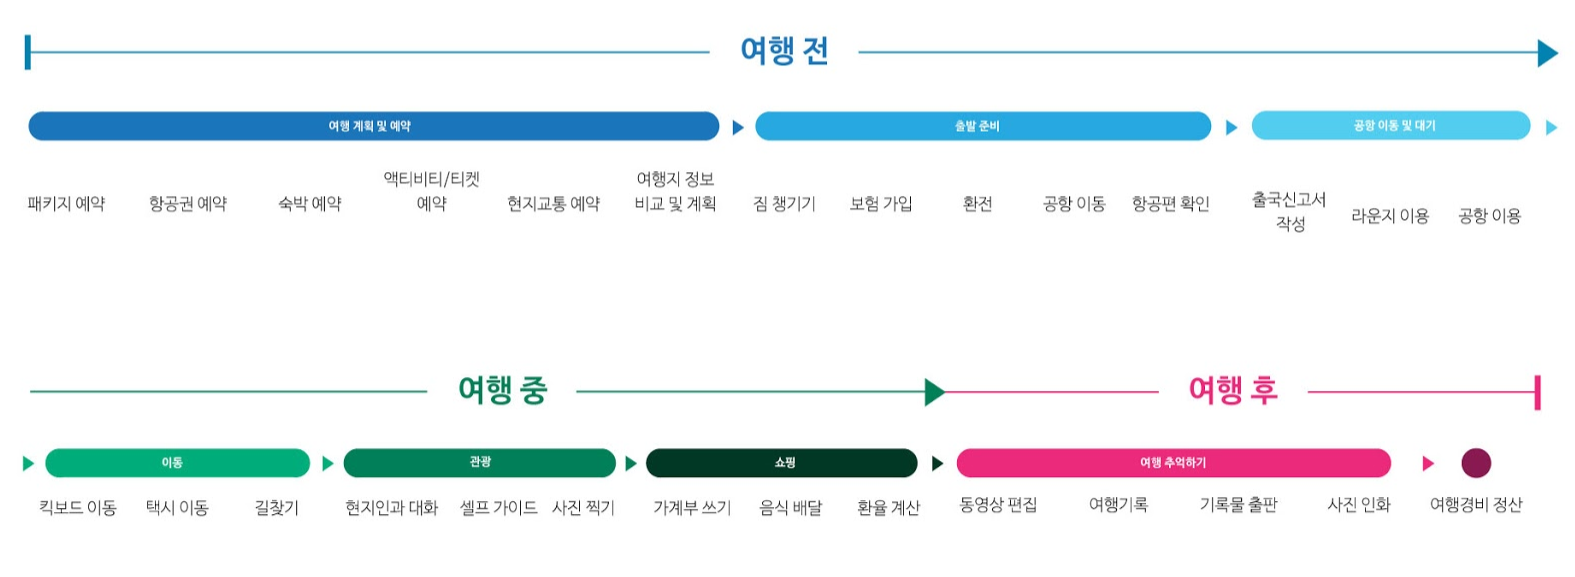 여행 전
여행 계획 및 예약
출발 준비
공항 이동 및 대기
패키지 예약
항공권 예약
숙박 예약
액티비티/티켓
예약
현지교통 예약
여행지 정보
비교 및 계획
짐 챙기기
보험 가입
환전
공항 이동
항공편 확인
출국신고서
작성
라운지 이용
공항 이용
여행 중
여행 후
이동
관광
쇼핑
여행 추억하기
킥보드 이동
택시 이동
길찾기
현지인과 대화
셀프 가이드
사진 찍기
가계부 쓰기
음식 배달
환율 계산
동영상 편집
여행기록
기록물 출판
사진 인화
여행경비 정산